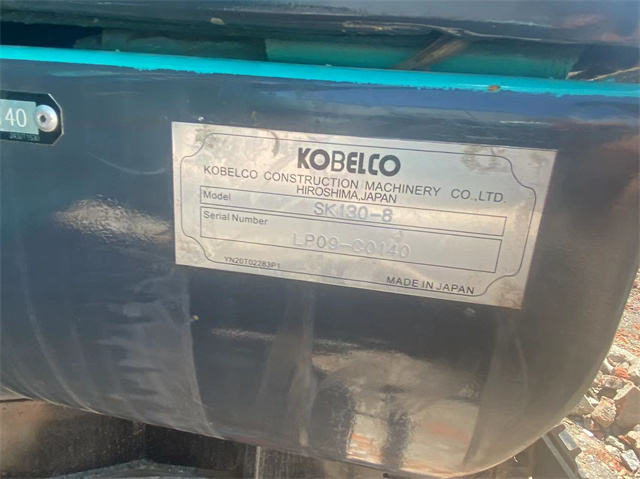 140
KOBELCO
KOBELCO CONSTRUCTION MACHINERY CO.,LTD.
HIROSHIMA,JAPAN
Model SK130-8
Serial Number LP09-C0140
YN20T02283P1 MADE IN JAPAN